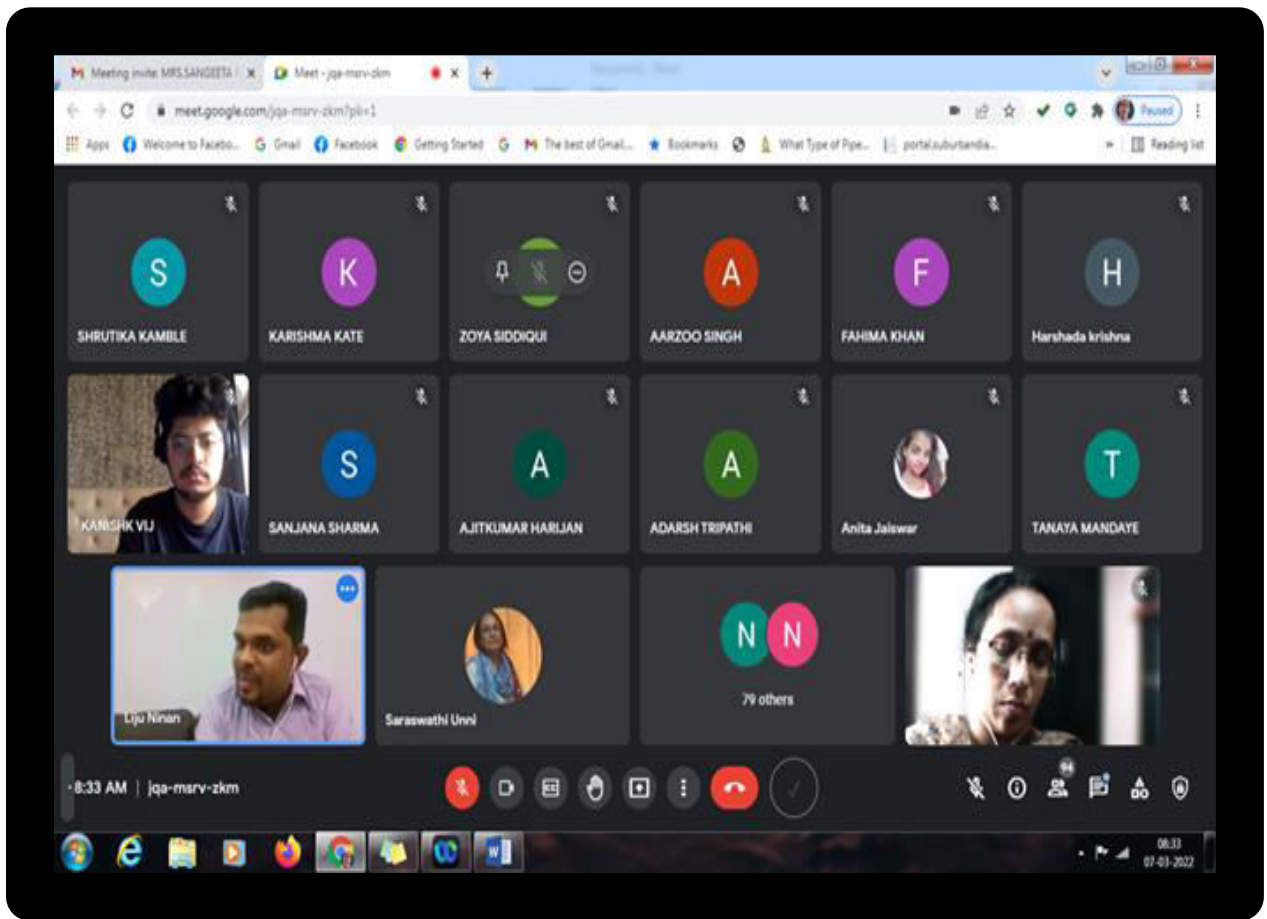 Meeting invite: MRS.SANGEETA
Meet - jqa-msrv-zkm
meet.google.com/jqa-msrv-zkm?pli=1
Paused
Apps Welcome to Facebo... Gmail Facebook Getting Started The best of Gmail... Bookmarks What Type of Pipe... portal.suburbandia... » Reading list
S K A F H
SHRUTIKA KAMBLE KARISHMA KATE ZOYA SIDDIQUI AARZOO SINGH FAHIMA KHAN Harshada krishna
S A A T
KANISHK VIJ SANJANA SHARMA AJITKUMAR HARIJAN ADARSH TRIPATHI Anita Jaiswar TANAYA MANDAYE
N N
79 others
Liju Ninan Saraswathi Unni
8:33 AM | jqa-msrv-zkm
94
08:33
07-03-2022